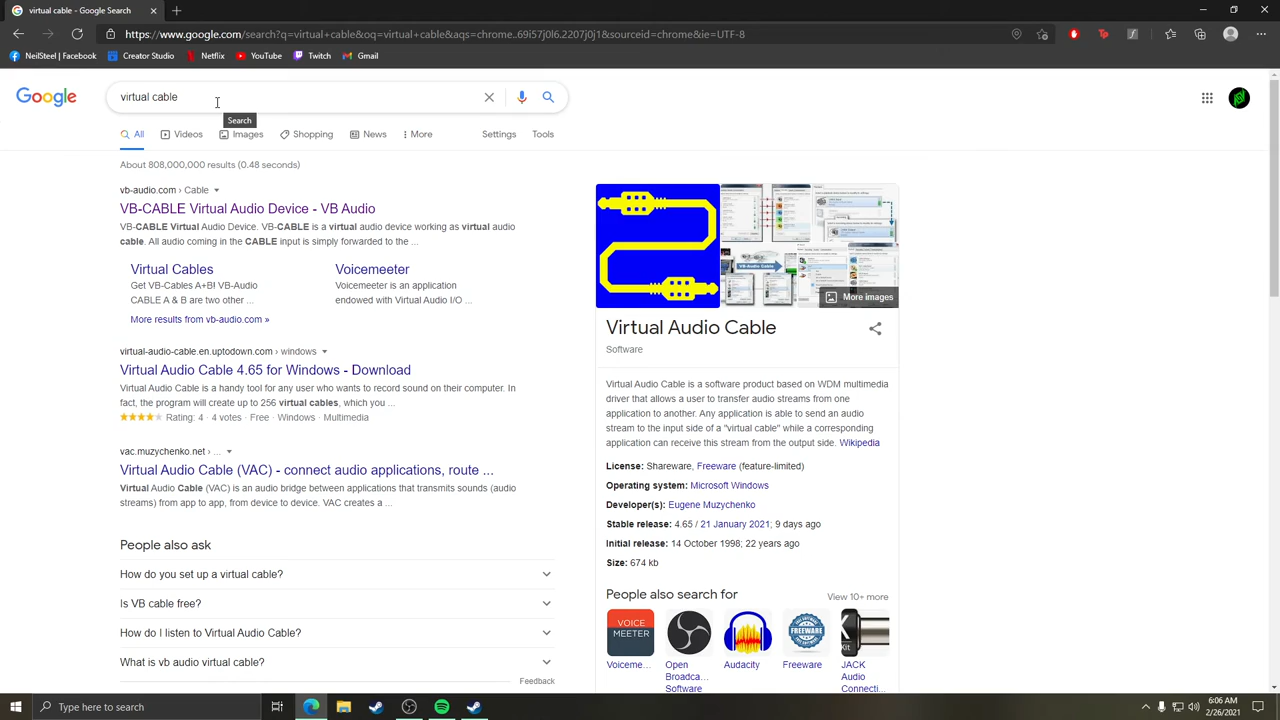 virtual cable - Google Search
https://www.google.com/search?q=virtual+cable&oq=virtual+cable&aqs=chrome..69i57j0l6.2207j0j1&sourceid=chrome&ie=UTF-8
NeilSteel | Facebook
Creator Studio
Netflix
YouTube
Twitch
Gmail
Google
virtual cable
Search
All
Videos
Images
Shopping
News
More
Settings
Tools
About 808,000,000 results (0.48 seconds)
vb-audio.com › Cable
VB-CABLE Virtual Audio Device - VB Audio
VB-CABLE Virtual Audio Device. VB-CABLE is a virtual audio device working as virtual audio
cable. All audio coming in the CABLE input is simply forwarded to the ...
Virtual Cables
Virtual Cables A+B! VB-Audio
CABLE A & B are two other ...
Voicemeeter
Voicemeeter is an application
endowed with Virtual Audio I/O ...
More results from vb-audio.com »
virtual-audio-cable.en.uptodown.com › windows
Virtual Audio Cable 4.65 for Windows - Download
Virtual Audio Cable is a handy tool for any user who wants to record sound on their computer. In
fact, the program will create up to 256 virtual cables, which you ...
Rating: 4 · 4 votes · Free · Windows · Multimedia
vac.muzychenko.net › ...
Virtual Audio Cable (VAC) - connect audio applications, route ...
Virtual Audio Cable (VAC) is an audio bridge between applications that transmits sounds (audio
streams) from app to app, from device to device. VAC creates a ...
People also ask
How do you set up a virtual cable?
Is VB cable free?
How do I listen to Virtual Audio Cable?
What is vb audio virtual cable?
Feedback
VB-Audio Cable
More images
Virtual Audio Cable
Software
Virtual Audio Cable is a software product based on WDM multimedia
driver that allows a user to transfer audio streams from one
application to another. Any application is able to send an audio
stream to the input side of a "virtual cable" while a corresponding
application can receive this stream from the output side. Wikipedia
License: Shareware, Freeware (feature-limited)
Operating system: Microsoft Windows
Developer(s): Eugene Muzychenko
Stable release: 4.65 / 21 January 2021; 9 days ago
Initial release: 14 October 1998; 22 years ago
Size: 674 kb
People also search for
View 10+ more
VOICE
MEETER
FREEWARE
Kit
Voiceme...
Open
Broadca...
Software
Audacity
Freeware
JACK
Audio
Connecti...
Type here to search
6:06 AM
2/26/2021